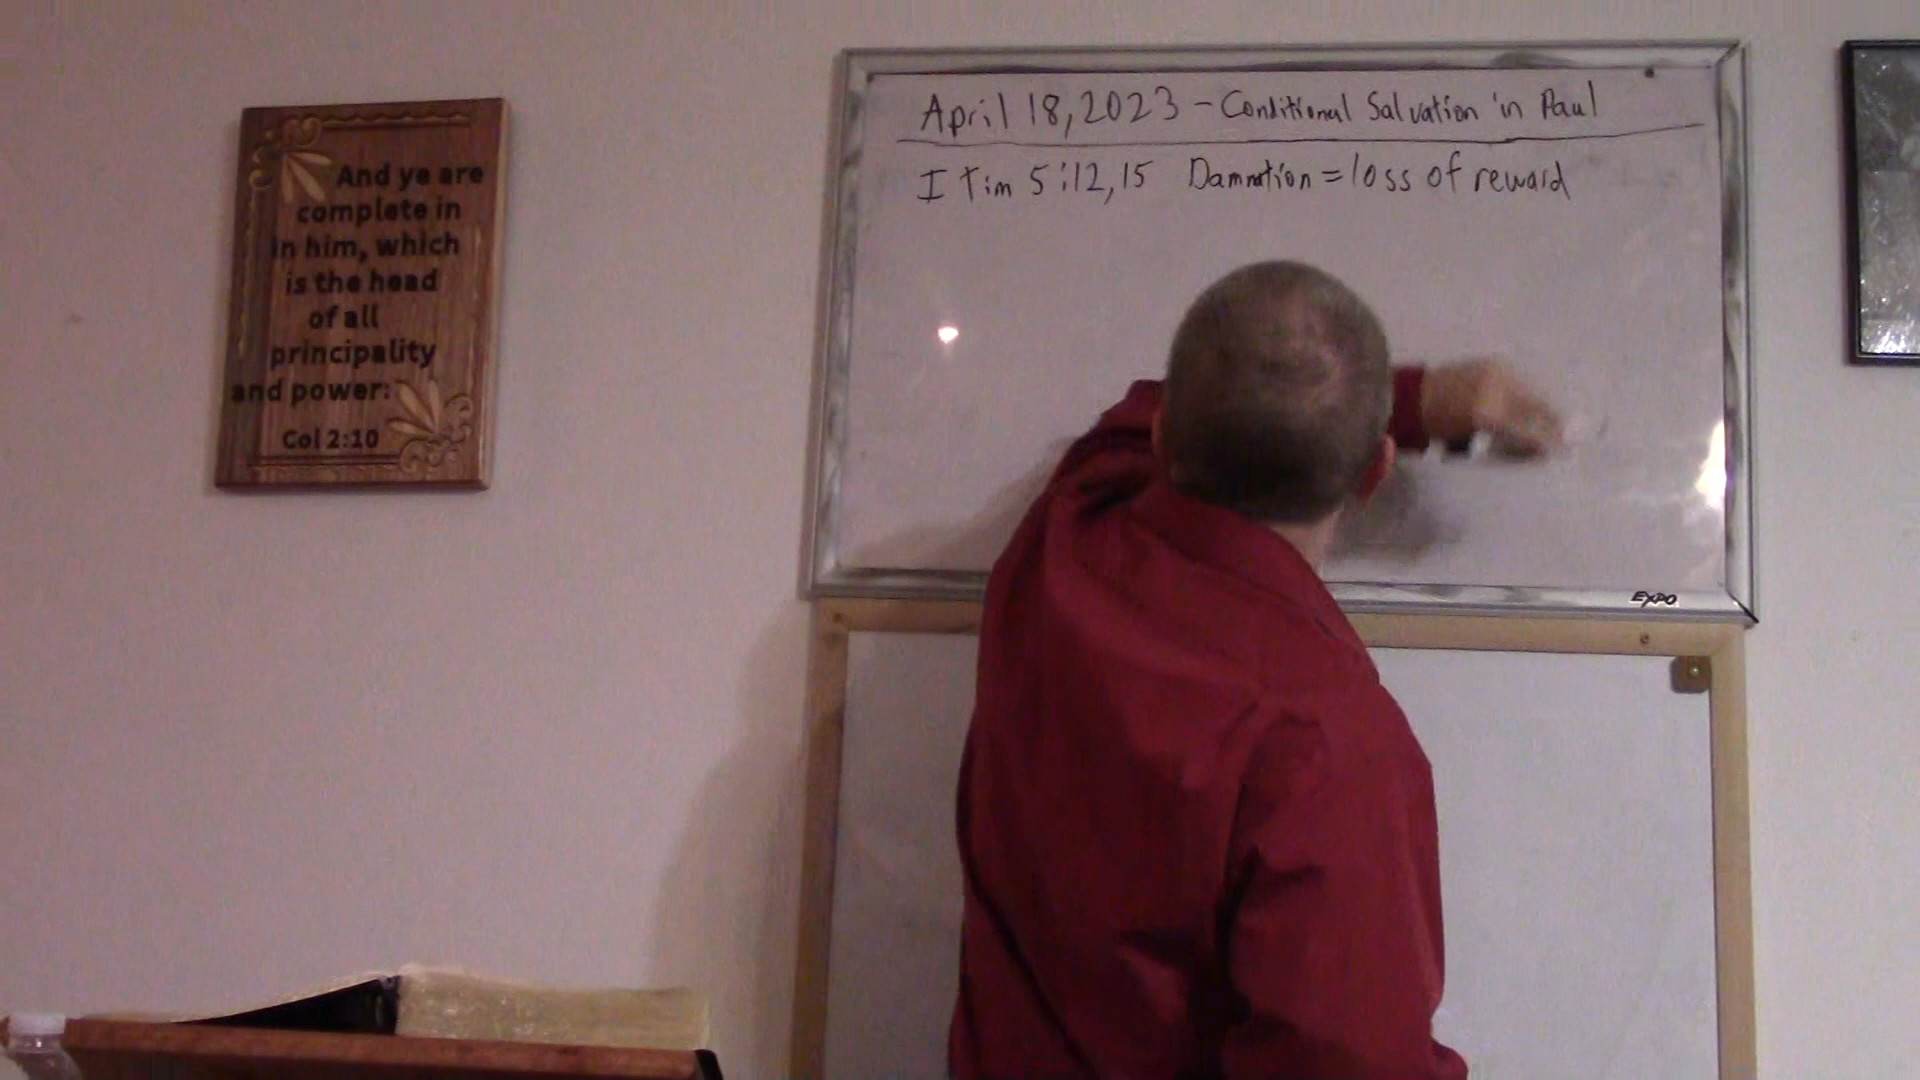 And ye are
complete in
in him, which
is the head
of all
principality
and power:
Col 2:10
April 18, 2023 - Conditional Salvation in Paul
I Tim 5:12,15 Damnation = loss of reward
EXPO